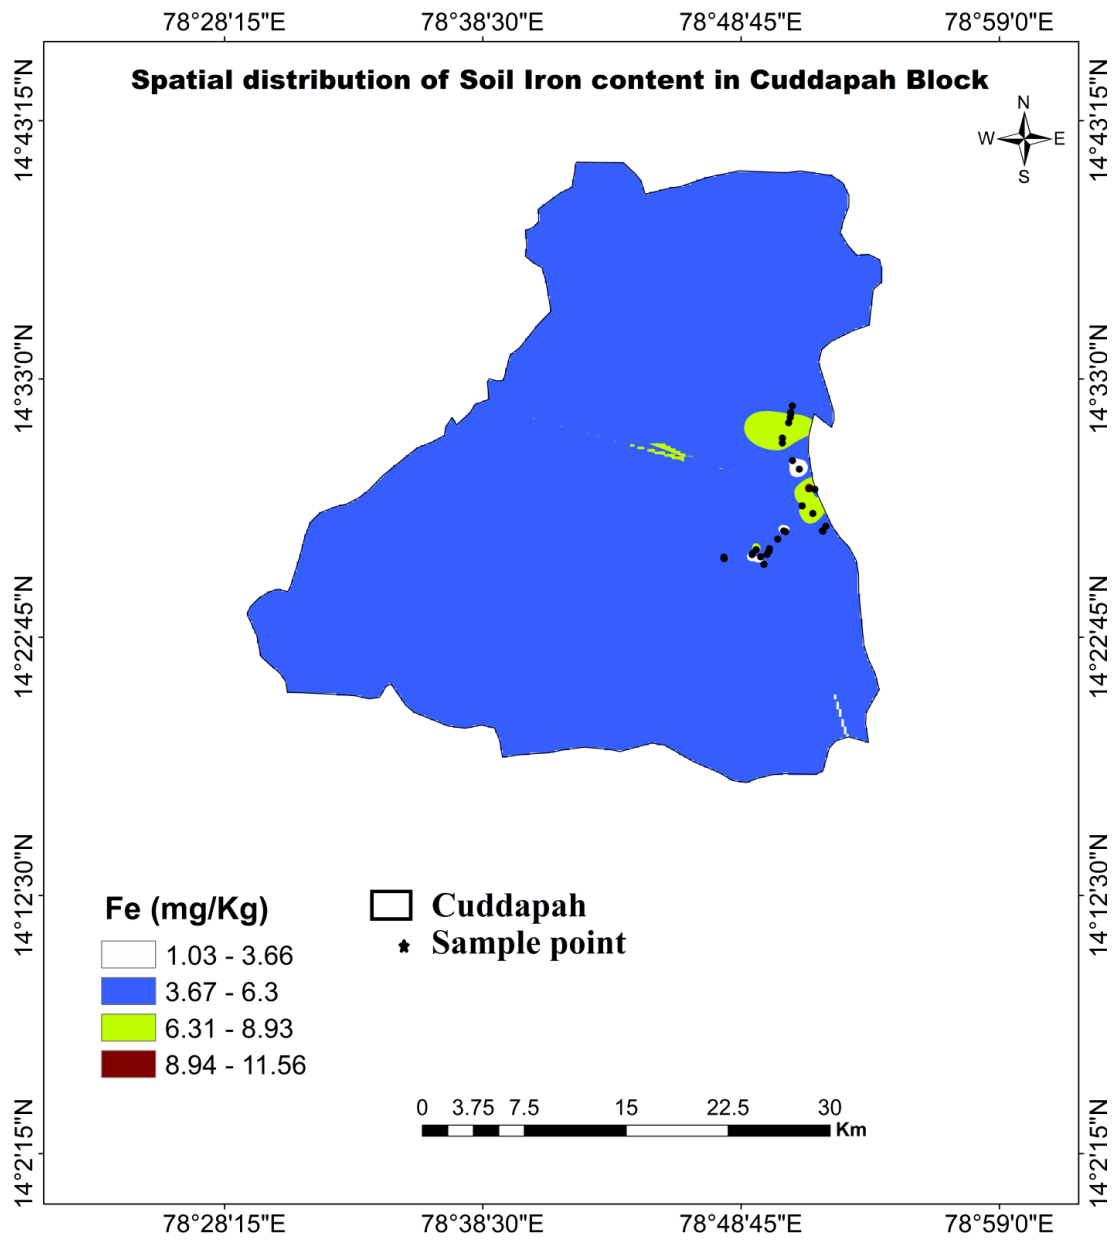 78°28'15"E 78°38'30"E 78°48'45"E 78°59'0"E
Spatial distribution of Soil Iron content in Cuddapah Block
N
W E
S
14°43'15"N 14°43'15"N
14°33'0"N 14°33'0"N
14°22'45"N 14°22'45"N
14°12'30"N 14°12'30"N
Fe (mg/Kg)
1.03 - 3.66
3.67 - 6.3
6.31 - 8.93
8.94 - 11.56
Cuddapah
Sample point
0 3.75 7.5 15 22.5 30
Km
14°2'15"N 14°2'15"N
78°28'15"E 78°38'30"E 78°48'45"E 78°59'0"E